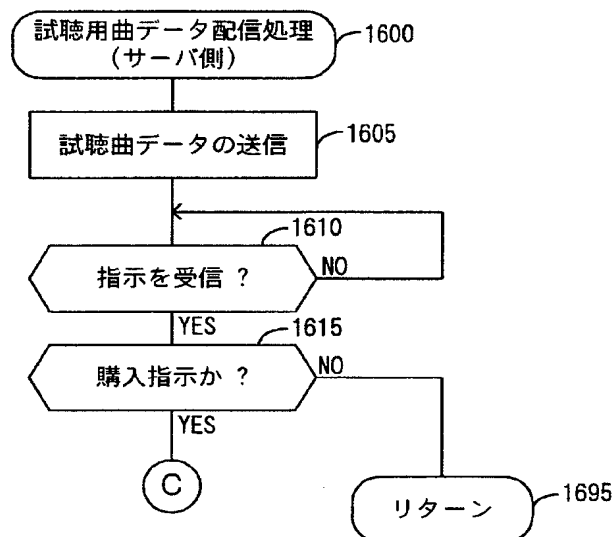 試聴用曲データ配信処理
(サーバ側)
1600
試聴曲データの送信
1605
1610
指示を受信 ?
NO
YES
1615
購入指示か ?
NO
YES
C
リターン
1695